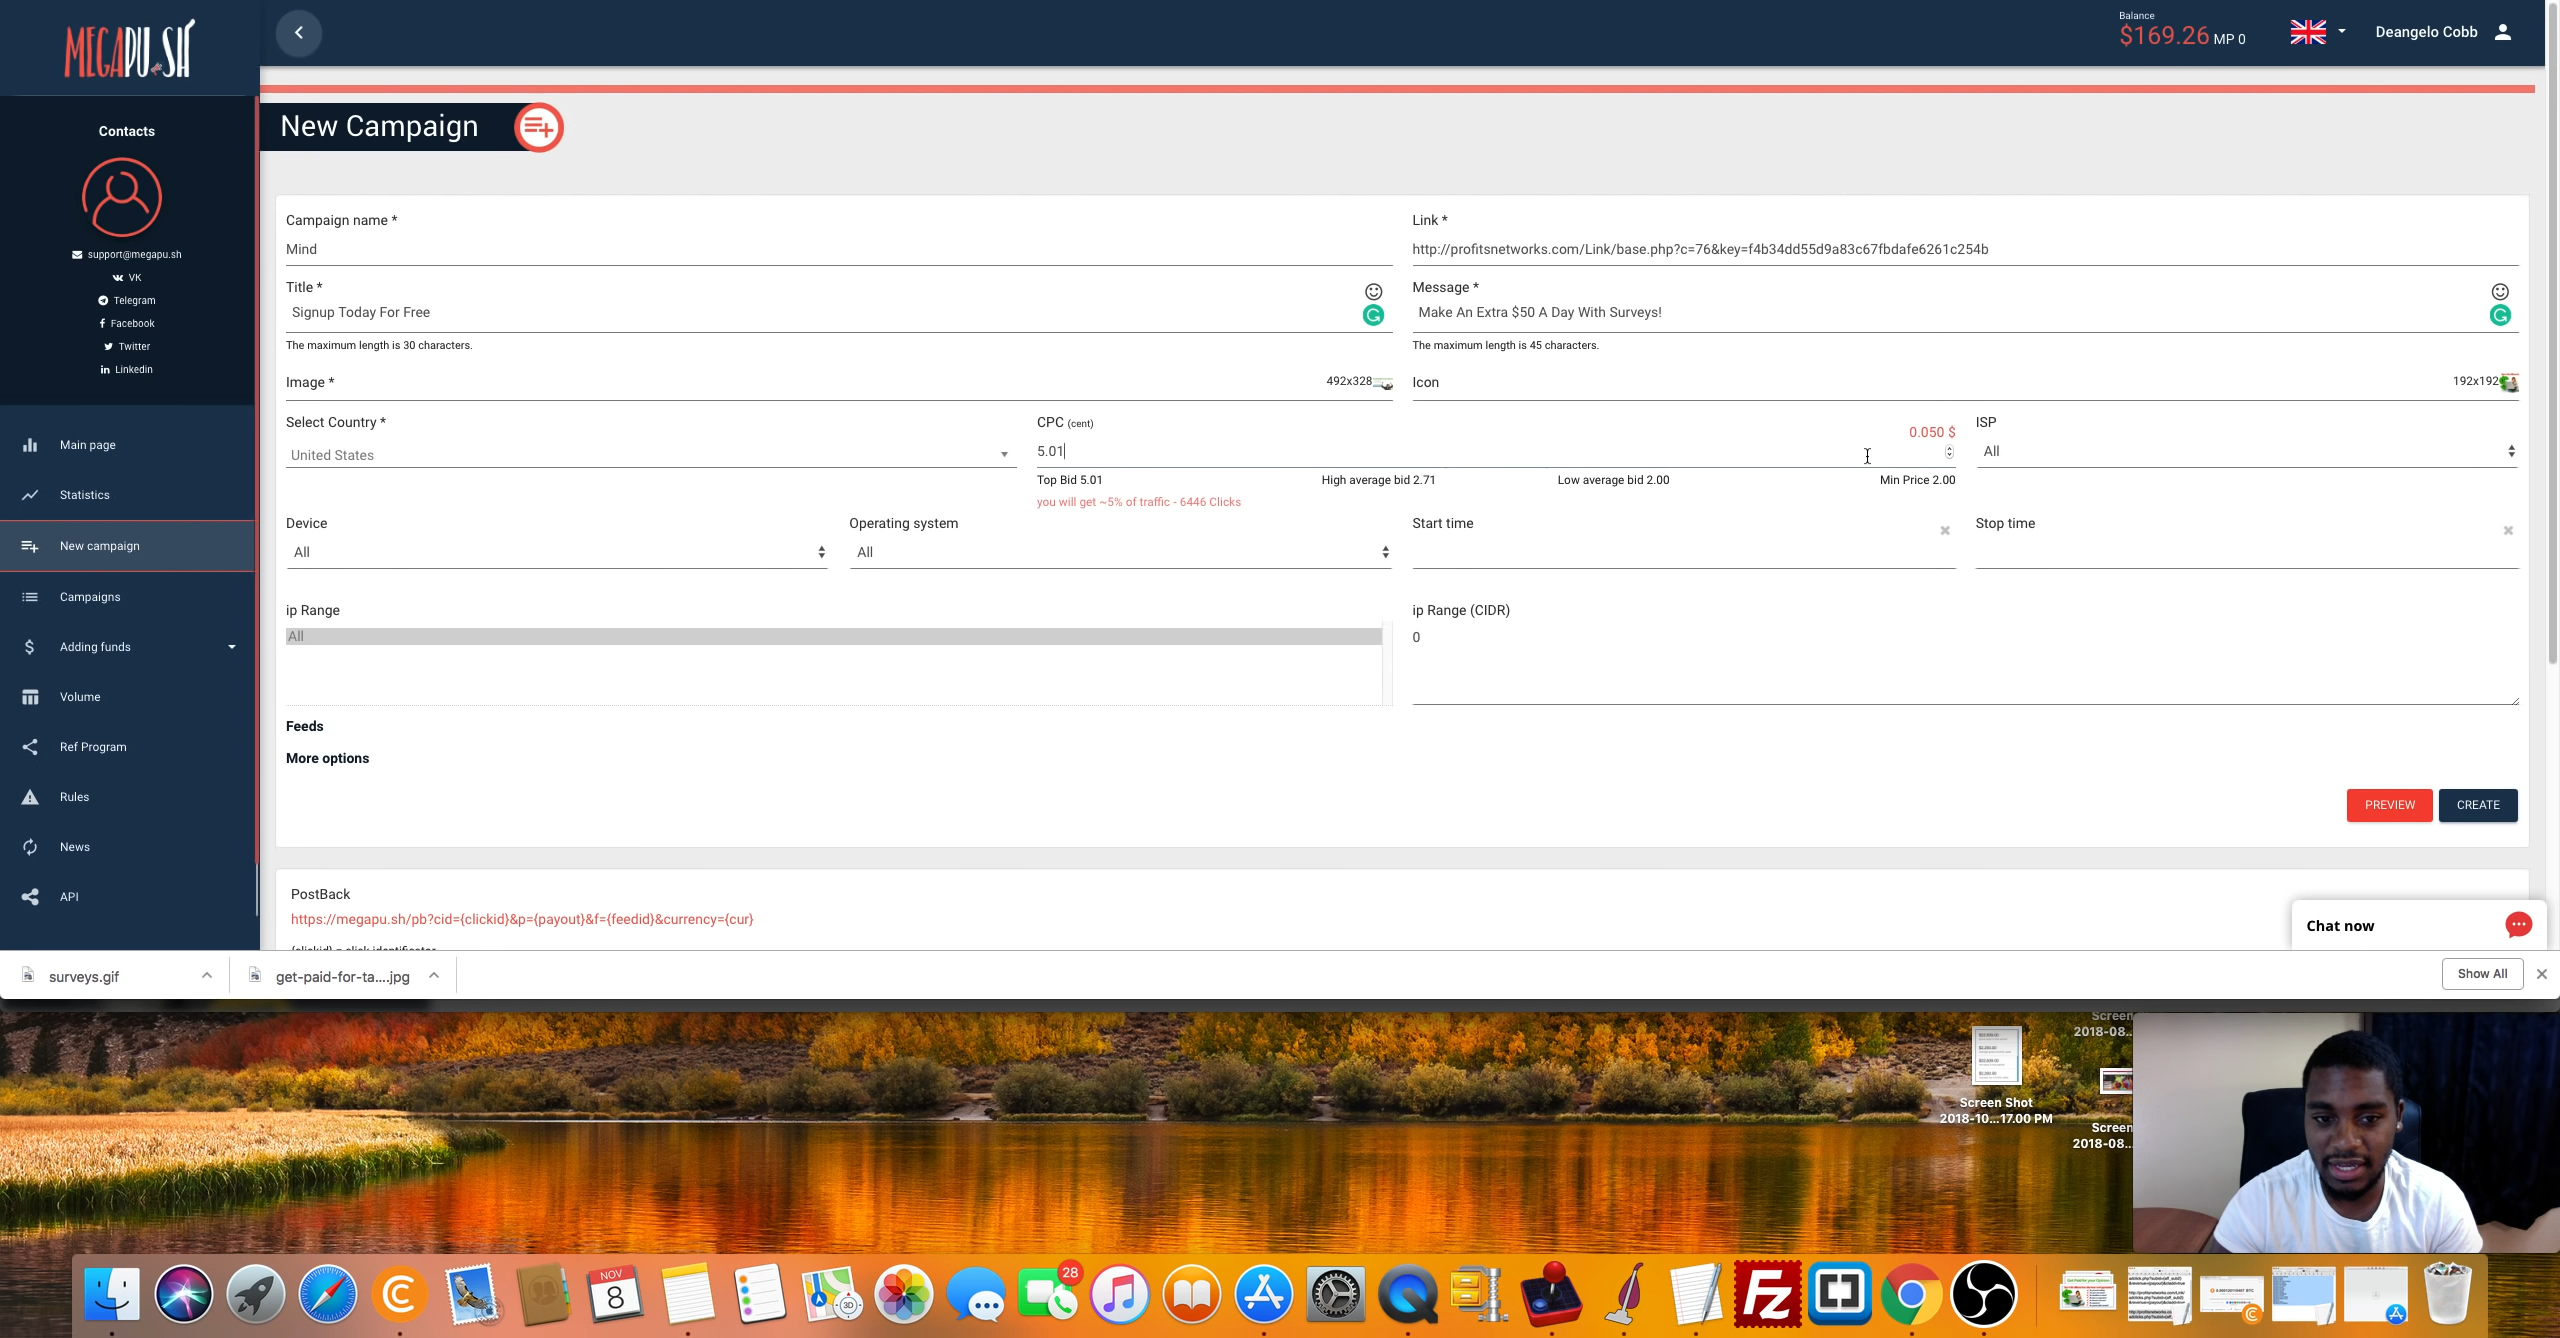 MEGAPU.SH
Balance
$169.26 MP 0
Deangelo Cobb
Contacts
support@megapu.sh
VK
Telegram
Facebook
Twitter
Linkedin
Main page
Statistics
New campaign
Campaigns
Adding funds
Volume
Ref Program
Rules
News
API
New Campaign
Campaign name *
Mind
Link *
http://profitsnetworks.com/Link/base.php?c=76&key=f4b34dd55d9a83c67fbdafe6261c254b
Title *
Signup Today For Free
The maximum length is 30 characters.
Message *
Make An Extra $50 A Day With Surveys!
The maximum length is 45 characters.
Image *
492x328
Icon
192x192
Select Country *
United States
CPC (cent)
0.050 $
5.01
Top Bid 5.01
High average bid 2.71
Low average bid 2.00
Min Price 2.00
you will get ~5% of traffic - 6446 Clicks
ISP
All
Device
All
Operating system
All
Start time
Stop time
ip Range
All
ip Range (CIDR)
0
Feeds
More options
PREVIEW
CREATE
PostBack
https://megapu.sh/pb?cid={clickid}&p={payout}&f={feedid}&currency={cur}
Chat now
surveys.gif
get-paid-for-ta....jpg
Show All
Screen
2018-08...
Screen Shot
2018-10...17.00 PM
Screen
2018-08...
NOV
8
3D
28
Fz